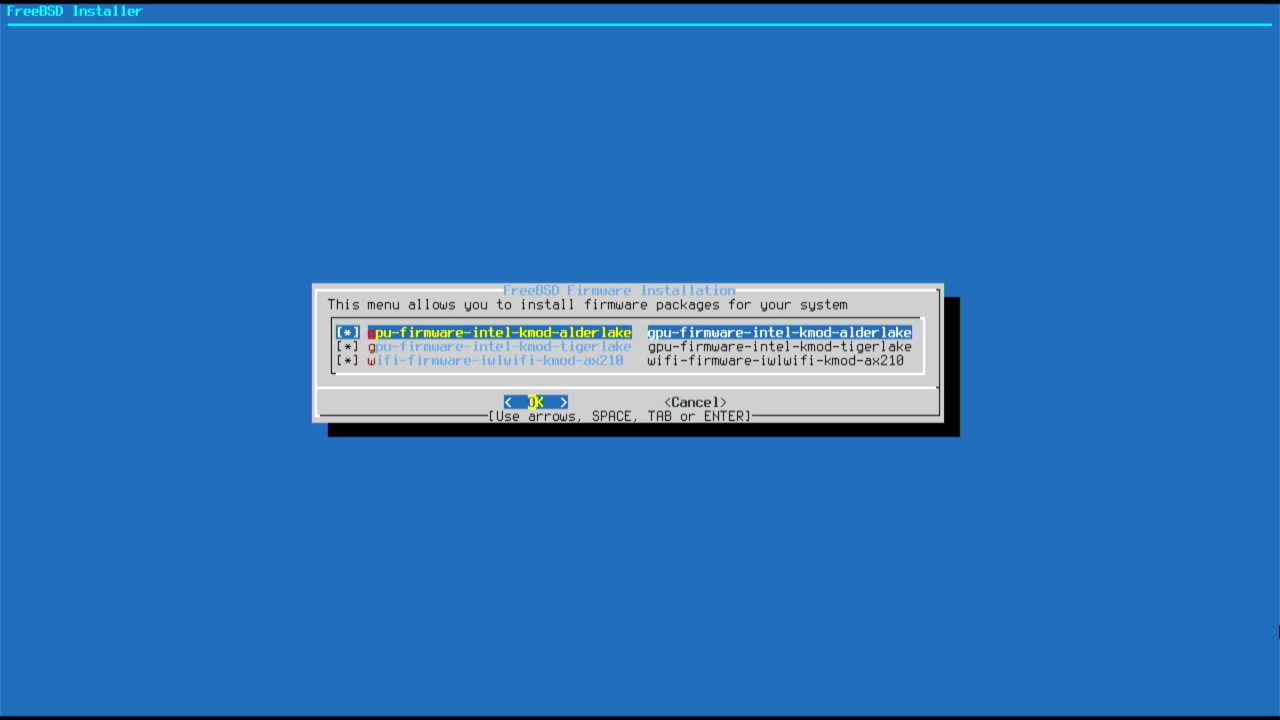 FreeBSD Installer
FreeBSD Firmware Installation
This menu allows you to install firmware packages for your system
[*] gpu-firmware-intel-kmod-alderlake gpu-firmware-intel-kmod-alderlake
[*] gpu-firmware-intel-kmod-tigerlake gpu-firmware-intel-kmod-tigerlake
[*] wifi-firmware-iwlwifi-kmod-ax210 wifi-firmware-iwlwifi-kmod-ax210
< OK > <Cancel>
[Use arrows, SPACE, TAB or ENTER]